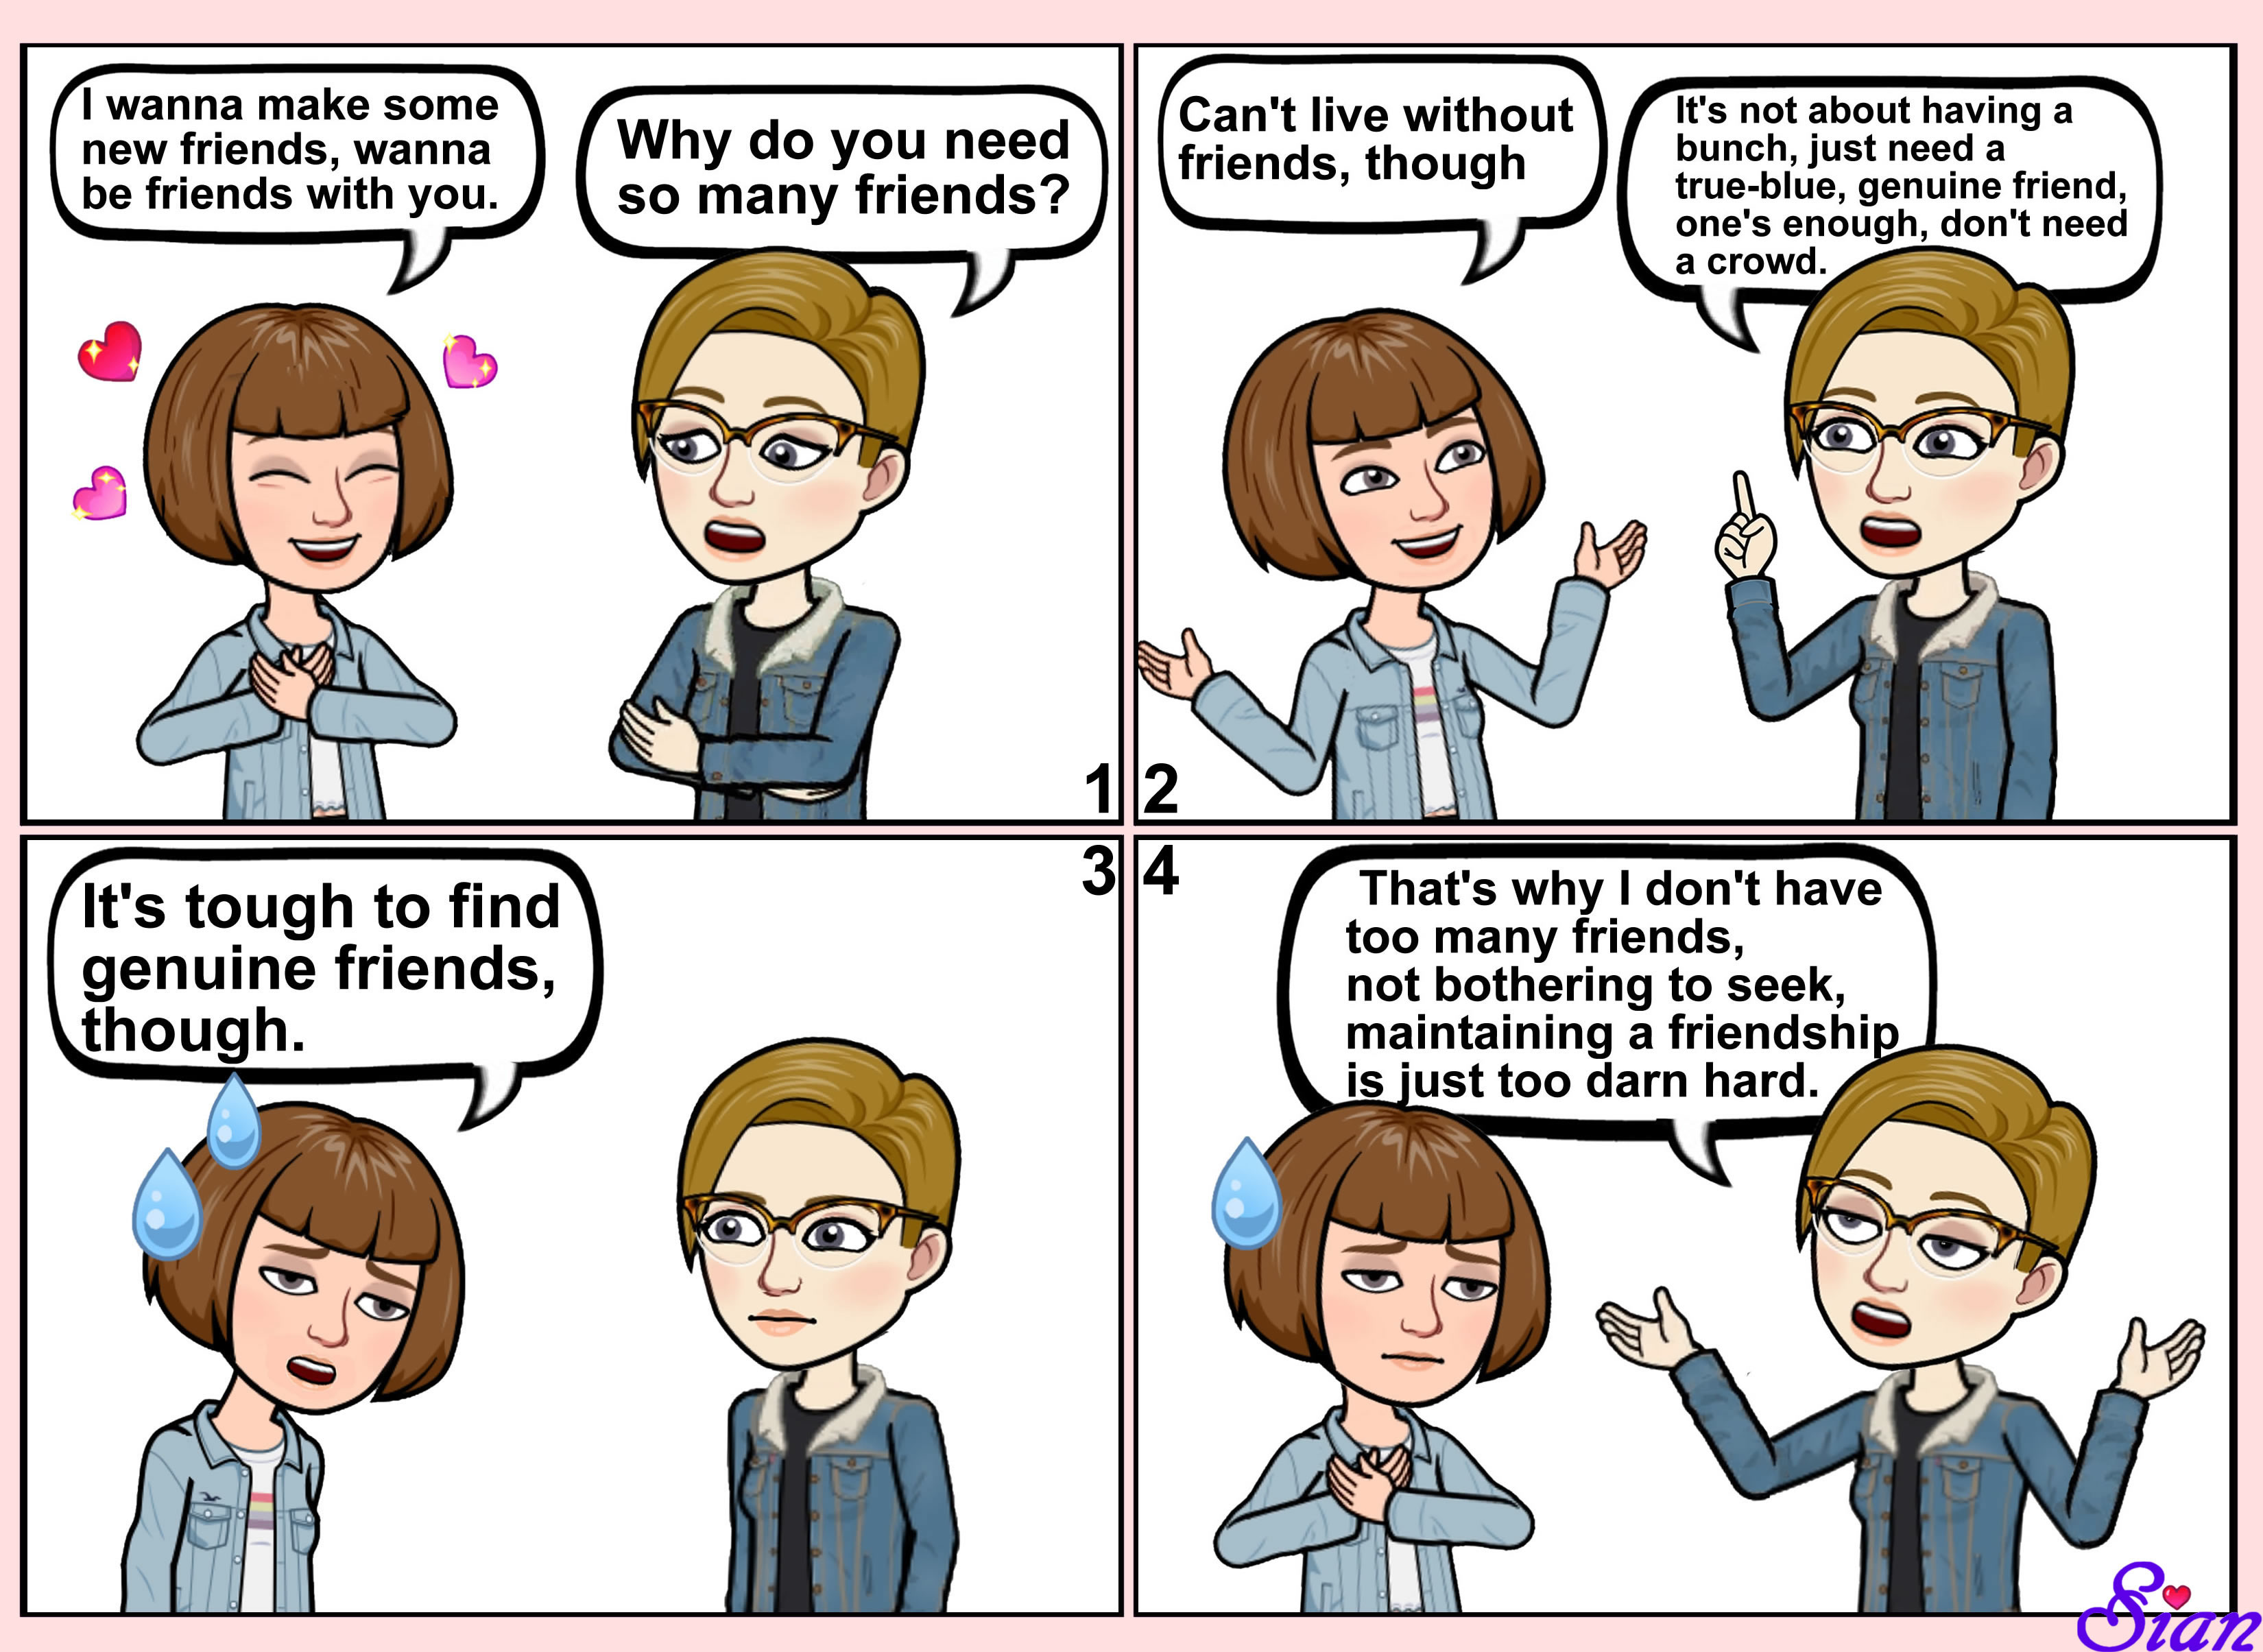 I wanna make some
new friends, wanna
be friends with you.
Why do you need
so many friends?
1
Can't live without
friends, though
It's not about having a
bunch, just need a
true-blue, genuine friend,
one's enough, don't need
a crowd.
2
It's tough to find
genuine friends,
though.
3
4
That's why I don't have
too many friends,
not bothering to seek,
maintaining a friendship
is just too darn hard.
Sian